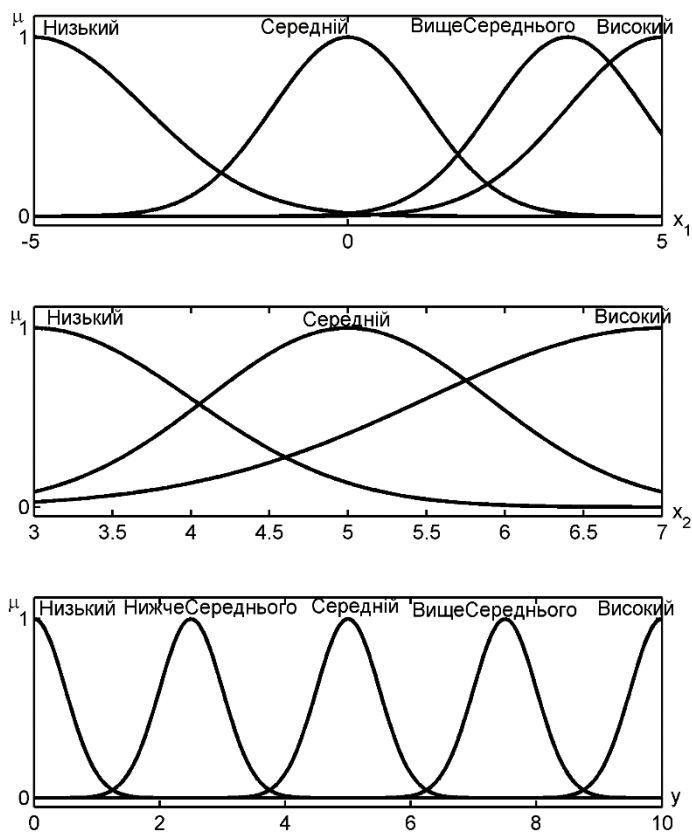 μ Низький Середній ВищеСереднього Високий
1
0
-5 0 5 x₁
μ Низький Середній Високий
1
0
3 3.5 4 4.5 5 5.5 6 6.5 7 x₂
μ Низький НижчеСереднього Середній ВищеСереднього Високий
1
0
0 2 4 6 8 10 y